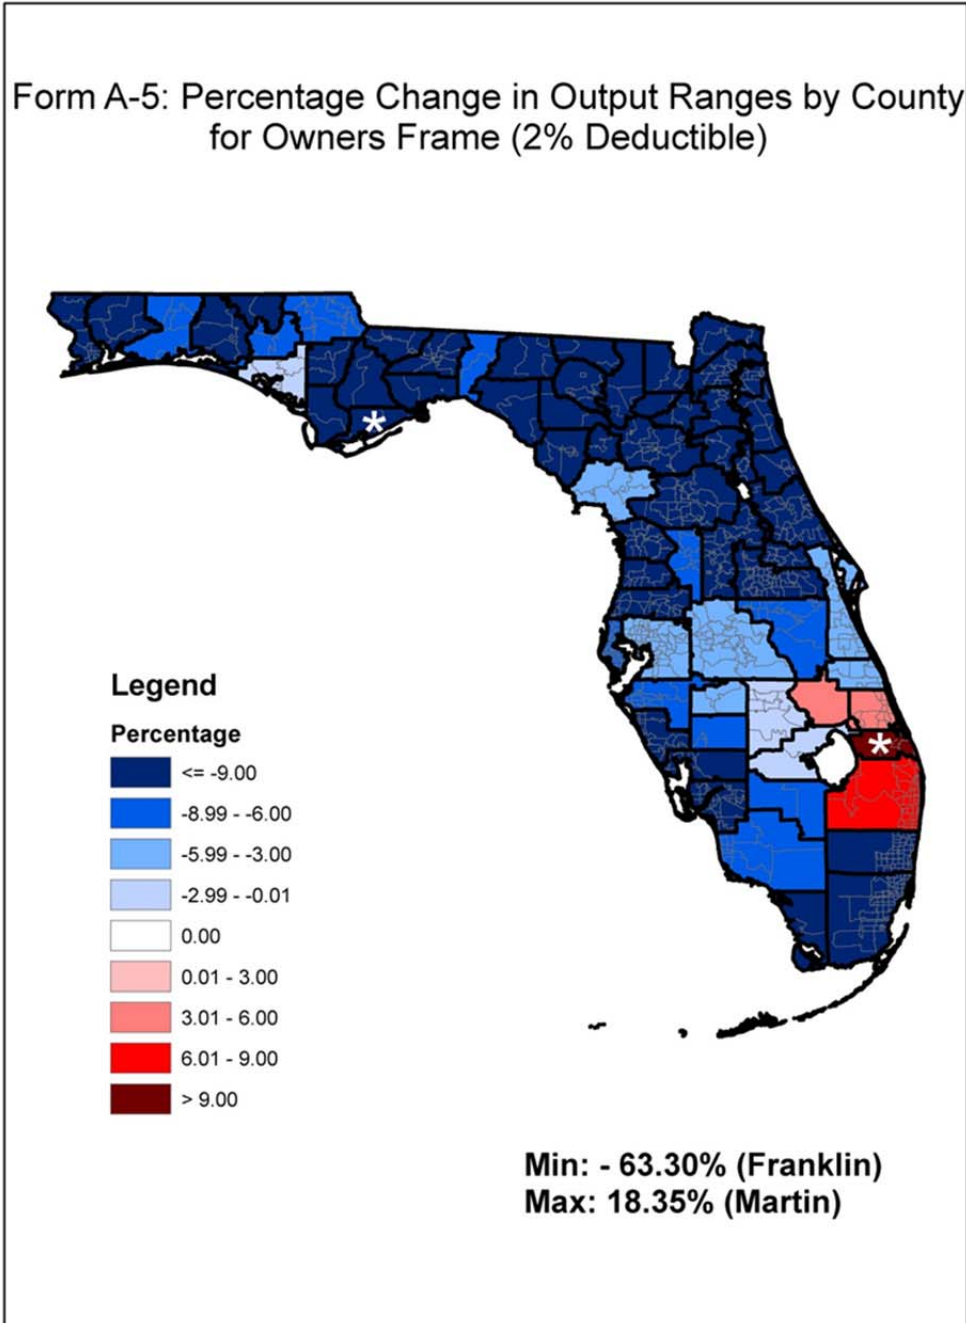 Form A-5: Percentage Change in Output Ranges by County
for Owners Frame (2% Deductible)
*
*
Legend
Percentage
<= -9.00
-8.99 - -6.00
-5.99 - -3.00
-2.99 - -0.01
0.00
0.01 - 3.00
3.01 - 6.00
6.01 - 9.00
> 9.00
Min: - 63.30% (Franklin)
Max: 18.35% (Martin)